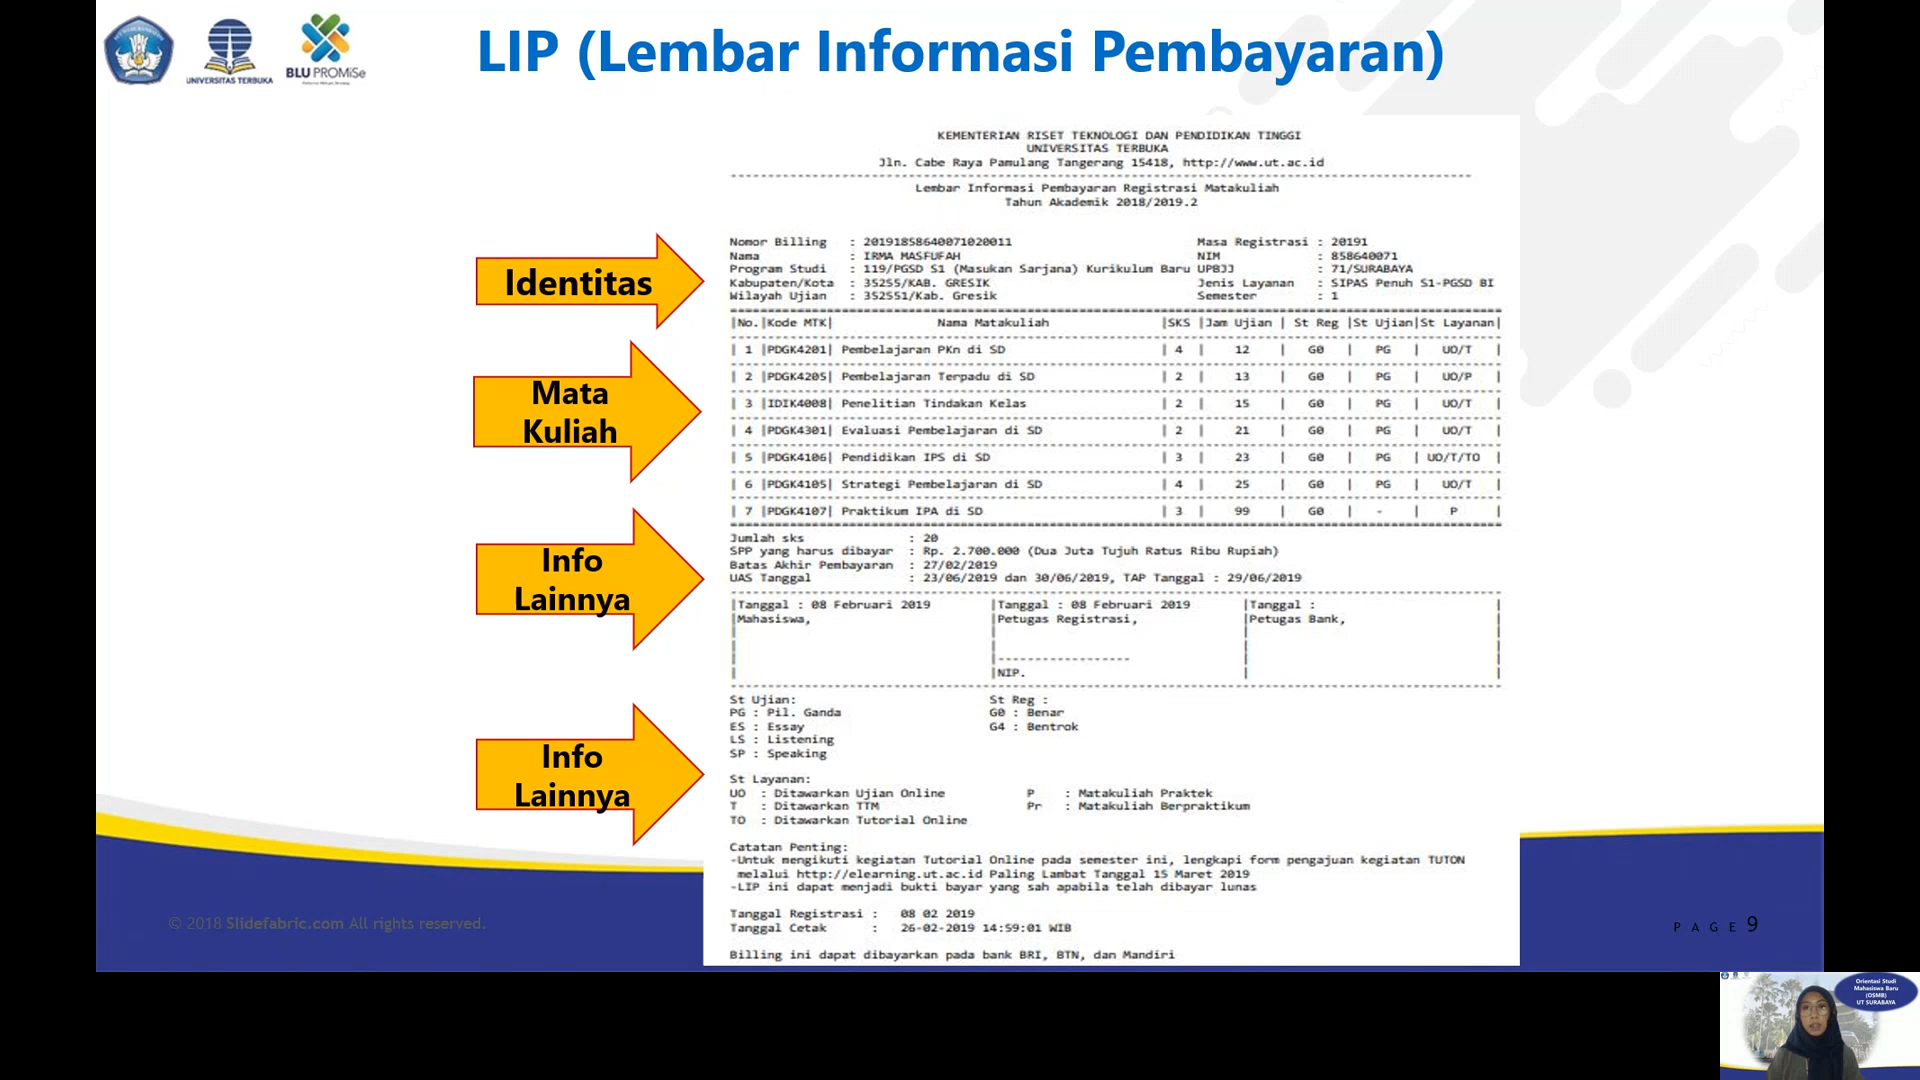 UNIVERSITAS TERBUKA
BLU PROMiSe
LIP (Lembar Informasi Pembayaran)
KEMENTERIAN RISET TEKNOLOGI DAN PENDIDIKAN TINGGI
UNIVERSITAS TERBUKA
Jln. Cabe Raya Pamulang Tangerang 15418, http://www.ut.ac.id
Lembar Informasi Pembayaran Registrasi Matakuliah
Tahun Akademik 2018/2019.2
Identitas
Nomor Billing : 20191858640071020011 Masa Registrasi : 20191
Nama : IRMA MASFUFAH NIM : 858640071
Program Studi : 119/PGSD S1 (Masukan Sarjana) Kurikulum Baru UPBJJ : 71/SURABAYA
Kabupaten/Kota : 35255/KAB. GRESIK Jenis Layanan : SIPAS Penuh S1-PGSD BI
Wilayah Ujian : 352551/Kab. Gresik Semester : 1
Mata
Kuliah
|No.|Kode MTK| Nama Matakuliah |SKS |Jam Ujian | St Reg |St Ujian|St Layanan|
| 1 |PDGK4201| Pembelajaran PKn di SD | 4 | 12 | G0 | PG | UO/T |
| 2 |PDGK4205| Pembelajaran Terpadu di SD | 2 | 13 | G0 | PG | UO/P |
| 3 |IDIK4008| Penelitian Tindakan Kelas | 2 | 15 | G0 | PG | UO/T |
| 4 |PDGK4301| Evaluasi Pembelajaran di SD | 2 | 21 | G0 | PG | UO/T |
| 5 |PDGK4106| Pendidikan IPS di SD | 3 | 23 | G0 | PG | UO/T/TO |
| 6 |PDGK4105| Strategi Pembelajaran di SD | 4 | 25 | G0 | PG | UO/T |
| 7 |PDGK4107| Praktikum IPA di SD | 3 | 99 | G0 | - | P |
Info
Lainnya
Jumlah sks : 20
SPP yang harus dibayar : Rp. 2.700.000 (Dua Juta Tujuh Ratus Ribu Rupiah)
Batas Akhir Pembayaran : 27/02/2019
UAS Tanggal : 23/06/2019 dan 30/06/2019, TAP Tanggal : 29/06/2019
|Tanggal : 08 Februari 2019 |Tanggal : 08 Februari 2019 |Tanggal : |
|Mahasiswa, |Petugas Registrasi, |Petugas Bank, |
|NIP.
Info
Lainnya
St Ujian: St Reg :
PG : Pil. Ganda G0 : Benar
ES : Essay G4 : Bentrok
LS : Listening
SP : Speaking
St Layanan:
UO : Ditawarkan Ujian Online P : Matakuliah Praktek
T : Ditawarkan TTM Pr : Matakuliah Berpraktikum
TO : Ditawarkan Tutorial Online
Catatan Penting:
-Untuk mengikuti kegiatan Tutorial Online pada semester ini, lengkapi form pengajuan kegiatan TUTON
melalui http://elearning.ut.ac.id Paling Lambat Tanggal 15 Maret 2019
-LIP ini dapat menjadi bukti bayar yang sah apabila telah dibayar lunas
Tanggal Registrasi : 08 02 2019
Tanggal Cetak : 26-02-2019 14:59:01 WIB
Billing ini dapat dibayarkan pada bank BRI, BTN, dan Mandiri
© 2018 Slidefabric.com All rights reserved.
PAGE 9
Orientasi Studi
Mahasiswa Baru
(OSMB)
UT SURABAYA